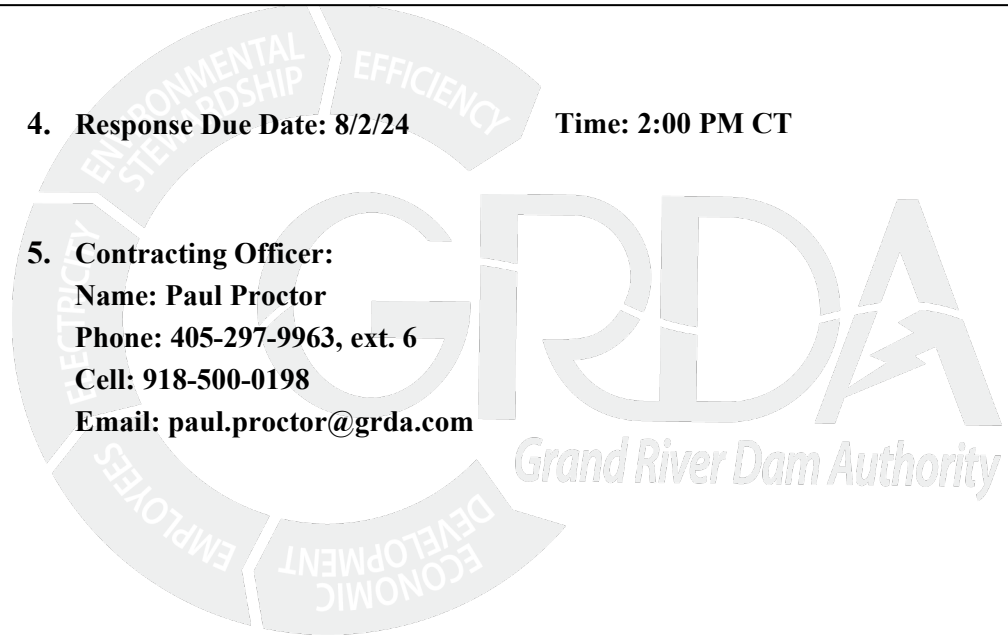 4. Response Due Date: 8/2/24 Time: 2:00 PM CT
5. Contracting Officer:
Name: Paul Proctor
Phone: 405-297-9963, ext. 6
Cell: 918-500-0198
Email: paul.proctor@grda.com
ENVIRONMENTAL
STEWARDSHIP
EFFICIENCY
ELECTRICITY
EMPLOYEES
ECONOMIC
DEVELOPMENT
GRDA
Grand River Dam Authority